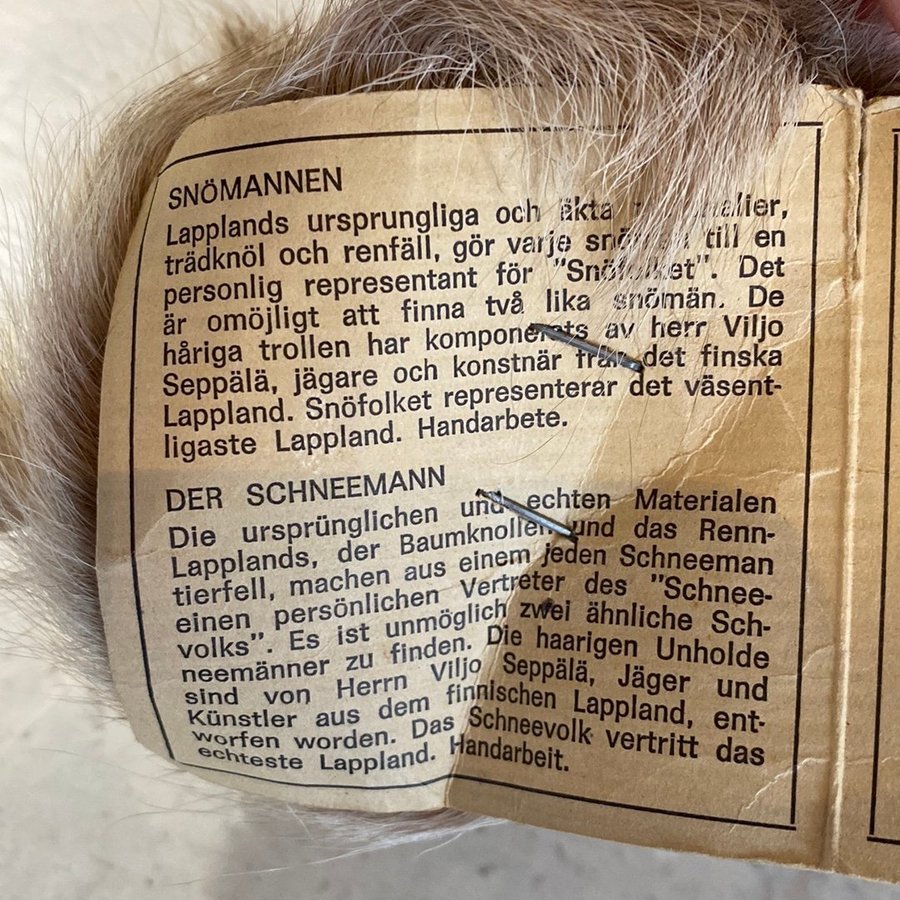 SNÖMANNEN
Lapplands ursprungliga och äkta
trädknöl och renfäll, gör varje till en
personlig representant för "Snöfolket". Det
är omöjligt att finna två lika snömän. De
håriga trollen har komponerats av herr Viljo
Seppälä, jägare och konstnär från det finska
Lappland. Snöfolket representerar det väsent-
ligaste Lappland. Handarbete.
DER SCHNEEMANN
Die ursprünglichen und echten Materialen
Lapplands, der Baumknollen und das Renn-
tierfell, machen aus einem jeden Schneeman
einen persönlichen Vertreter des "Schnee-
volks". Es ist unmöglich zwei ähnliche Sch-
neemänner zu finden. Die haarigen Unholde
sind von Herrn Viljo Seppälä, Jäger und
Künstler aus dem finnischen Lappland, ent-
worfen worden. Das Schneevolk vertritt das
echteste Lappland. Handarbeit.